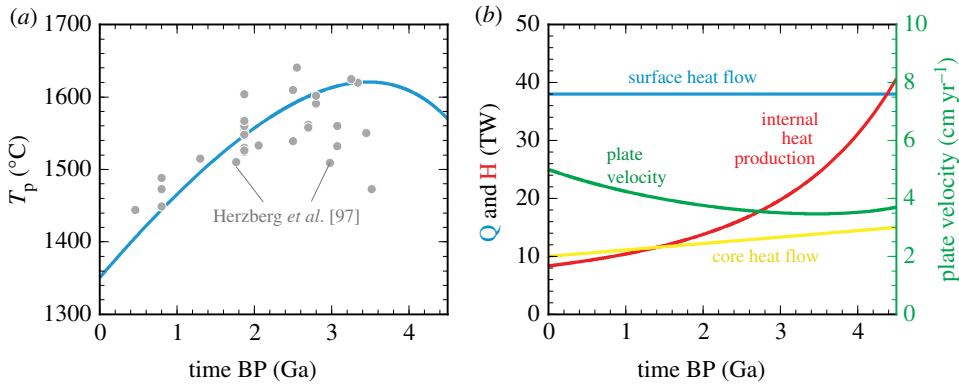 (a)
1700
1600
1500
1400
1300
T_p (°C)
Herzberg et al. [97]
0 1 2 3 4
time BP (Ga)
(b)
50
40
30
20
10
0
Q and H (TW)
surface heat flow
internal
heat
production
plate
velocity
core heat flow
10
8
6
4
2
0
plate velocity (cm yr⁻¹)
0 1 2 3 4
time BP (Ga)